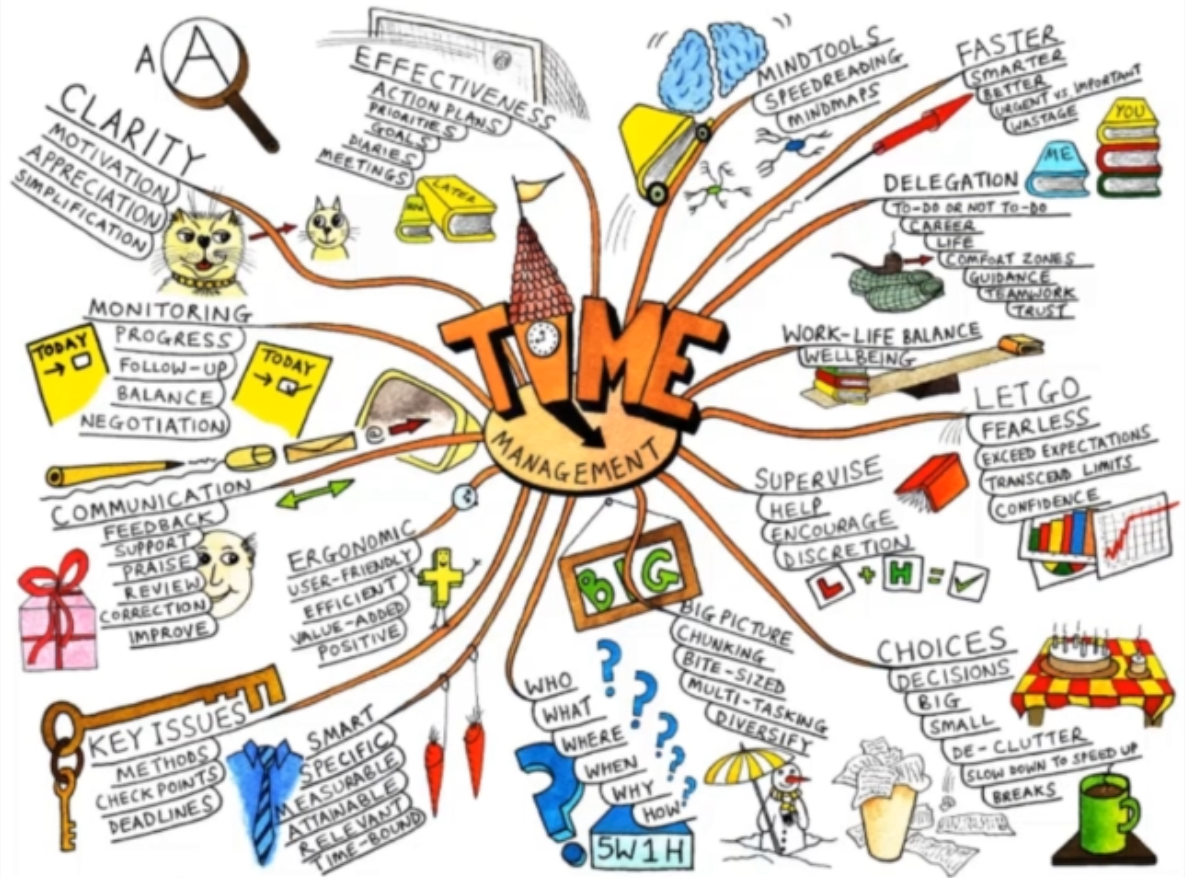 TIME
MANAGEMENT
A A
CLARITY
MOTIVATION
APPRECIATION
SIMPLIFICATION
EFFECTIVENESS
ACTION PLANS
PRIORITIES
GOALS
DIARIES
MEETINGS
NOW
LATER
MINDTOOLS
SPEEDREADING
MINDMAPS
FASTER
SMARTER
BETTER
URGENT VS. IMPORTANT
WASTAGE
ME
YOU
DELEGATION
TO-DO OR NOT TO-DO
CAREER
LIFE
COMFORT ZONES
GUIDANCE
TEAMWORK
TRUST
WORK-LIFE BALANCE
WELLBEING
LET GO
FEARLESS
EXCEED EXPECTATIONS
TRANSCEND LIMITS
CONFIDENCE
SUPERVISE
HELP
ENCOURAGE
DISCRETION
L + H = ✓
CHOICES
DECISIONS
BIG
SMALL
DE-CLUTTER
SLOW DOWN TO SPEED UP
BREAKS
BIG
BIG PICTURE
CHUNKING
BITE-SIZED
MULTI-TASKING
DIVERSIFY
WHO
WHAT
WHERE
WHEN
WHY
HOW
? ? ? ? ? ? ?
5W1H
SMART
SPECIFIC
MEASURABLE
ATTAINABLE
RELEVANT
TIME-BOUND
KEY ISSUES
METHODS
CHECKPOINTS
DEADLINES
ERGONOMIC
USER-FRIENDLY
EFFICIENT
VALUE-ADDED
POSITIVE
COMMUNICATION
FEEDBACK
SUPPORT
PRAISE
REVIEW
CORRECTION
IMPROVE
@
MONITORING
PROGRESS
FOLLOW-UP
BALANCE
NEGOTIATION
TODAY
→ □
TODAY
→ ☑